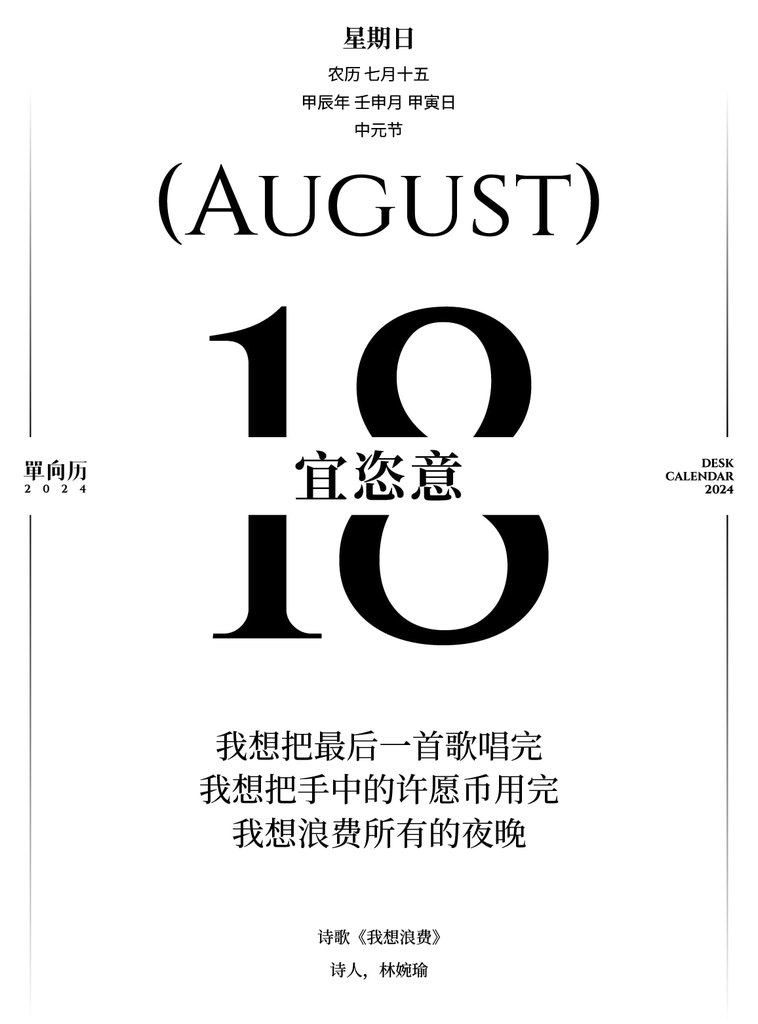 星期日
农历 七月十五
甲辰年 壬申月 甲寅日
中元节
(AUGUST)
18
宜恣意
單向历
2024
DESK
CALENDAR
2024
我想把最后一首歌唱完
我想把手中的许愿币用完
我想浪费所有的夜晚
诗歌《我想浪费》
诗人，林婉瑜